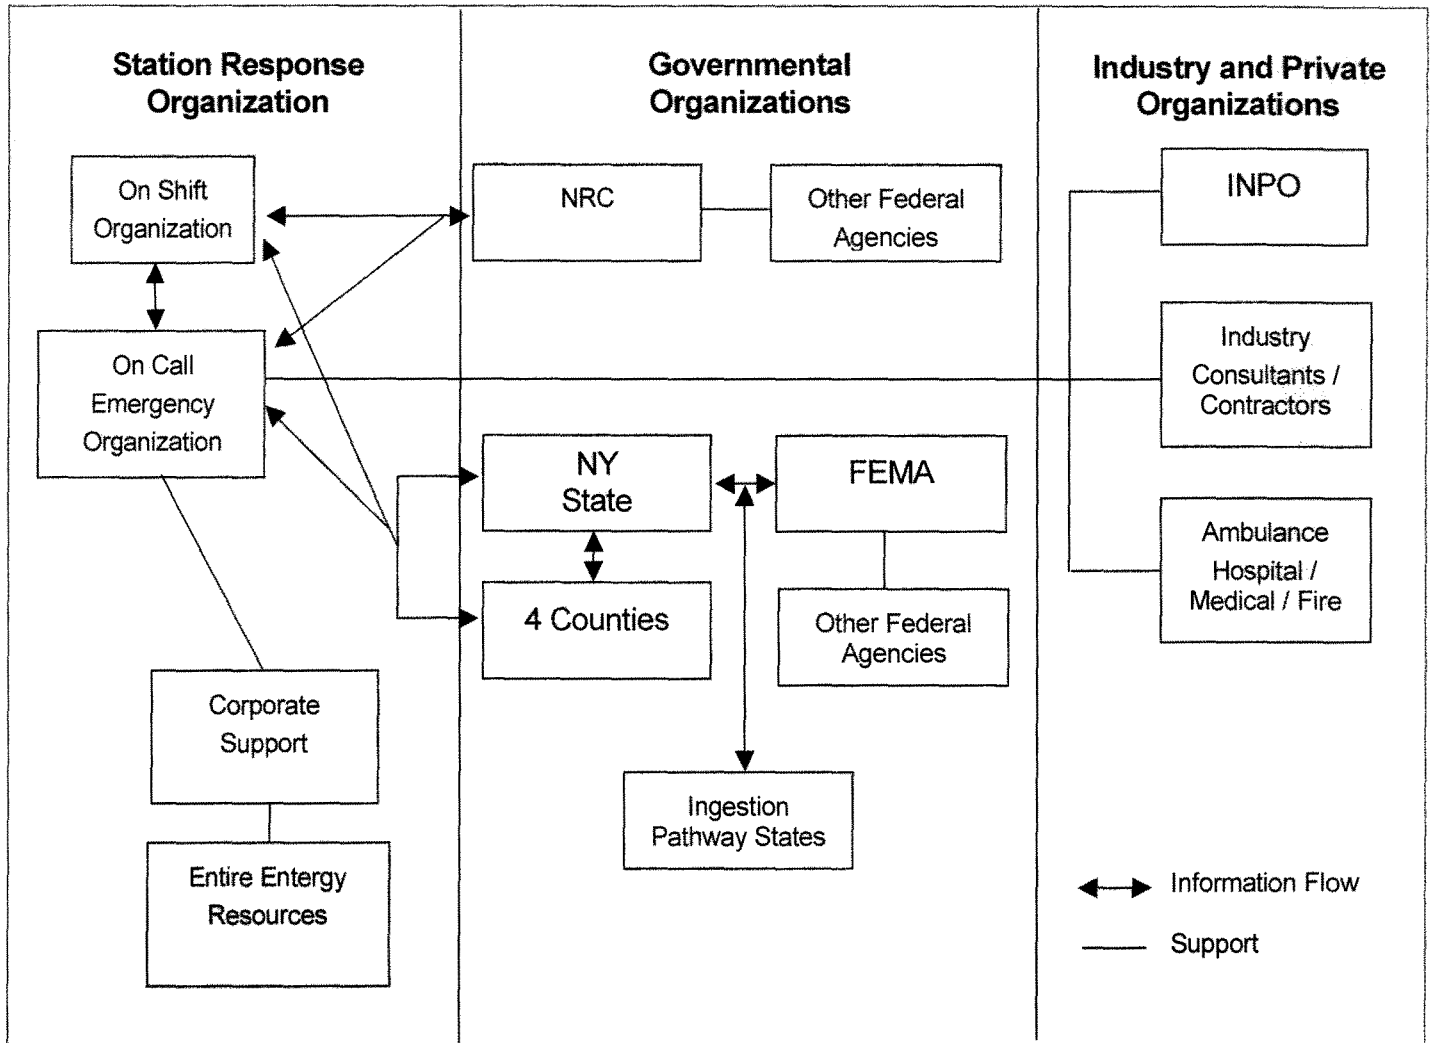 Station Response
Organization
Governmental
Organizations
Industry and Private
Organizations
On Shift
Organization
NRC
Other Federal
Agencies
INPO
On Call
Emergency
Organization
Industry
Consultants /
Contractors
NY
State
FEMA
Ambulance
Hospital /
Medical / Fire
4 Counties
Other Federal
Agencies
Corporate
Support
Ingestion
Pathway States
Entire Entergy
Resources
Information Flow
Support